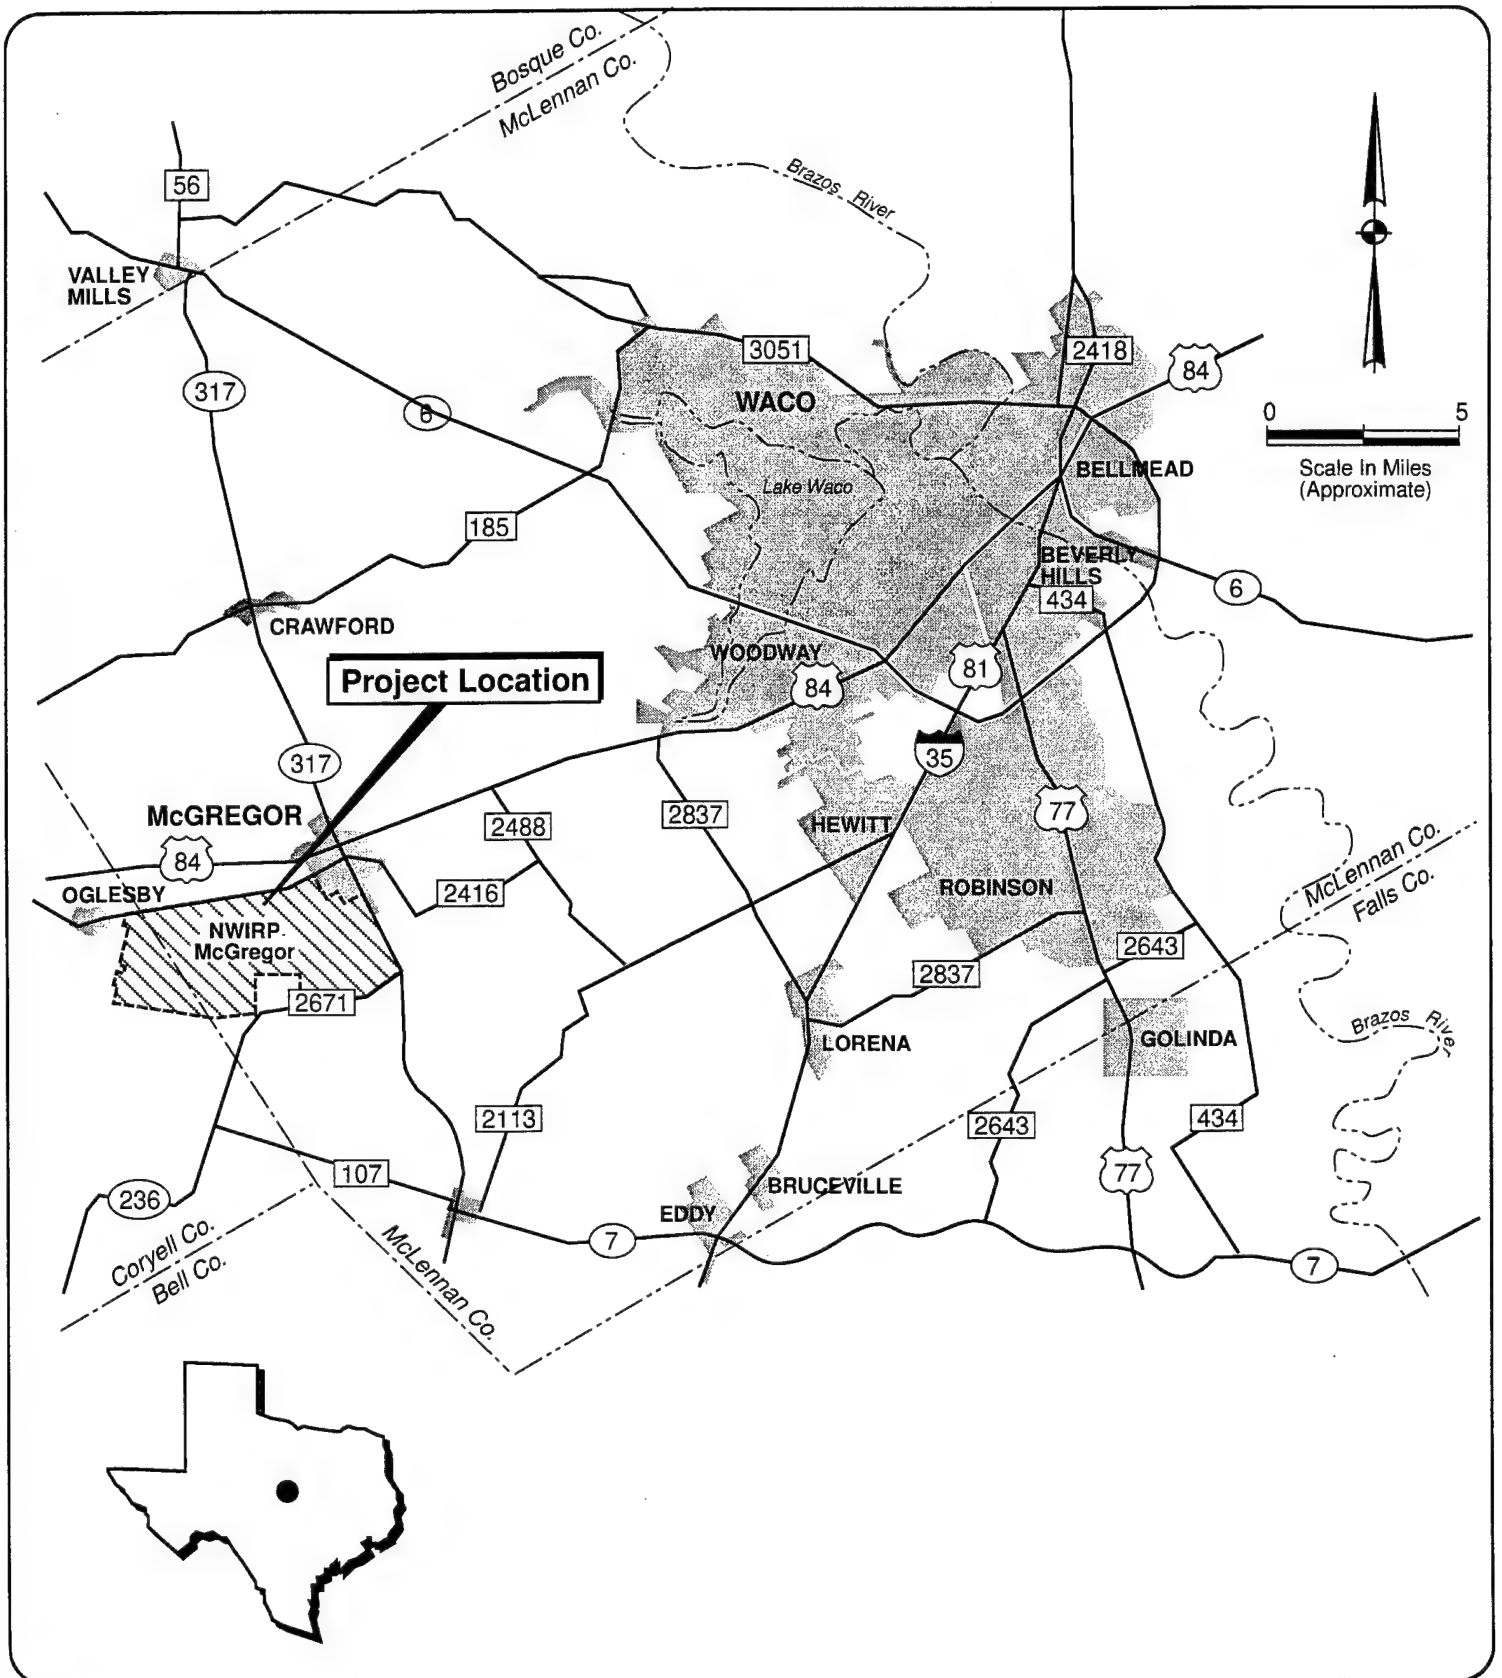 Bosque Co.
McLennan Co.
56
Brazos River
VALLEY
MILLS
3051
2418
84
317
6
WACO
0 5
Scale In Miles
(Approximate)
BELLMEAD
Lake Waco
185
BEVERLY
HILLS
434
6
CRAWFORD
WOODWAY
84
81
Project Location
317
35
McGREGOR
84
2488
2837
HEWITT
77
McLennan Co.
Falls Co.
OGLESBY
2416
ROBINSON
NWIRP
McGregor
2671
2837
2643
LORENA
GOLINDA
Brazos River
2113
2643
434
107
77
236
BRUCEVILLE
EDDY
7
7
Coryell Co.
Bell Co.
McLennan Co.